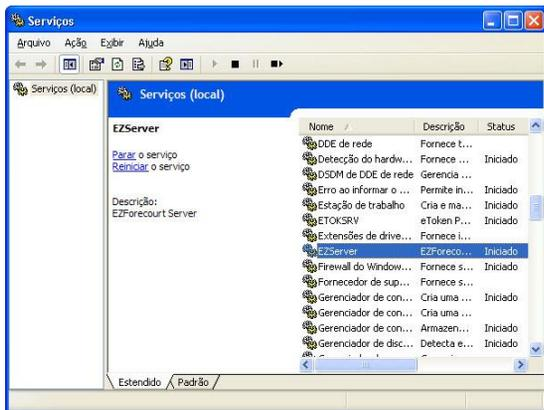 Serviços
Arquivo Ação Exibir Ajuda
Serviços (local)
Serviços (local)
EZServer
Parar o serviço
Reiniciar o serviço
Descrição:
EZForecourt Server
Nome Descrição Status
DDE de rede Fornece t...
Detecção do hardw... Fornece ... Iniciado
DSDM de DDE de rede Gerencia ...
Erro ao informar o ... Permite in... Iniciado
Estação de trabalho Cria e ma... Iniciado
ETOKSRV eToken P... Iniciado
Extensões de drive... Fornece i...
EZServer EZForeco... Iniciado
Firewall do Window... Fornece s... Iniciado
Fornecedor de sup... Fornece s...
Gerenciador de con... Cria uma ... Iniciado
Gerenciador de con... Cria uma ...
Gerenciador de con... Armazen... Iniciado
Gerenciador de disc... Detecta e... Iniciado
Estendido Padrão